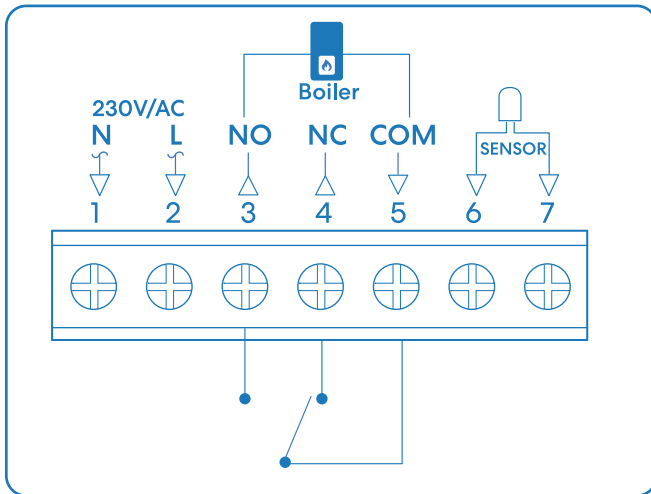 Boiler
230V/AC
N L NO NC COM
SENSOR
1 2 3 4 5 6 7